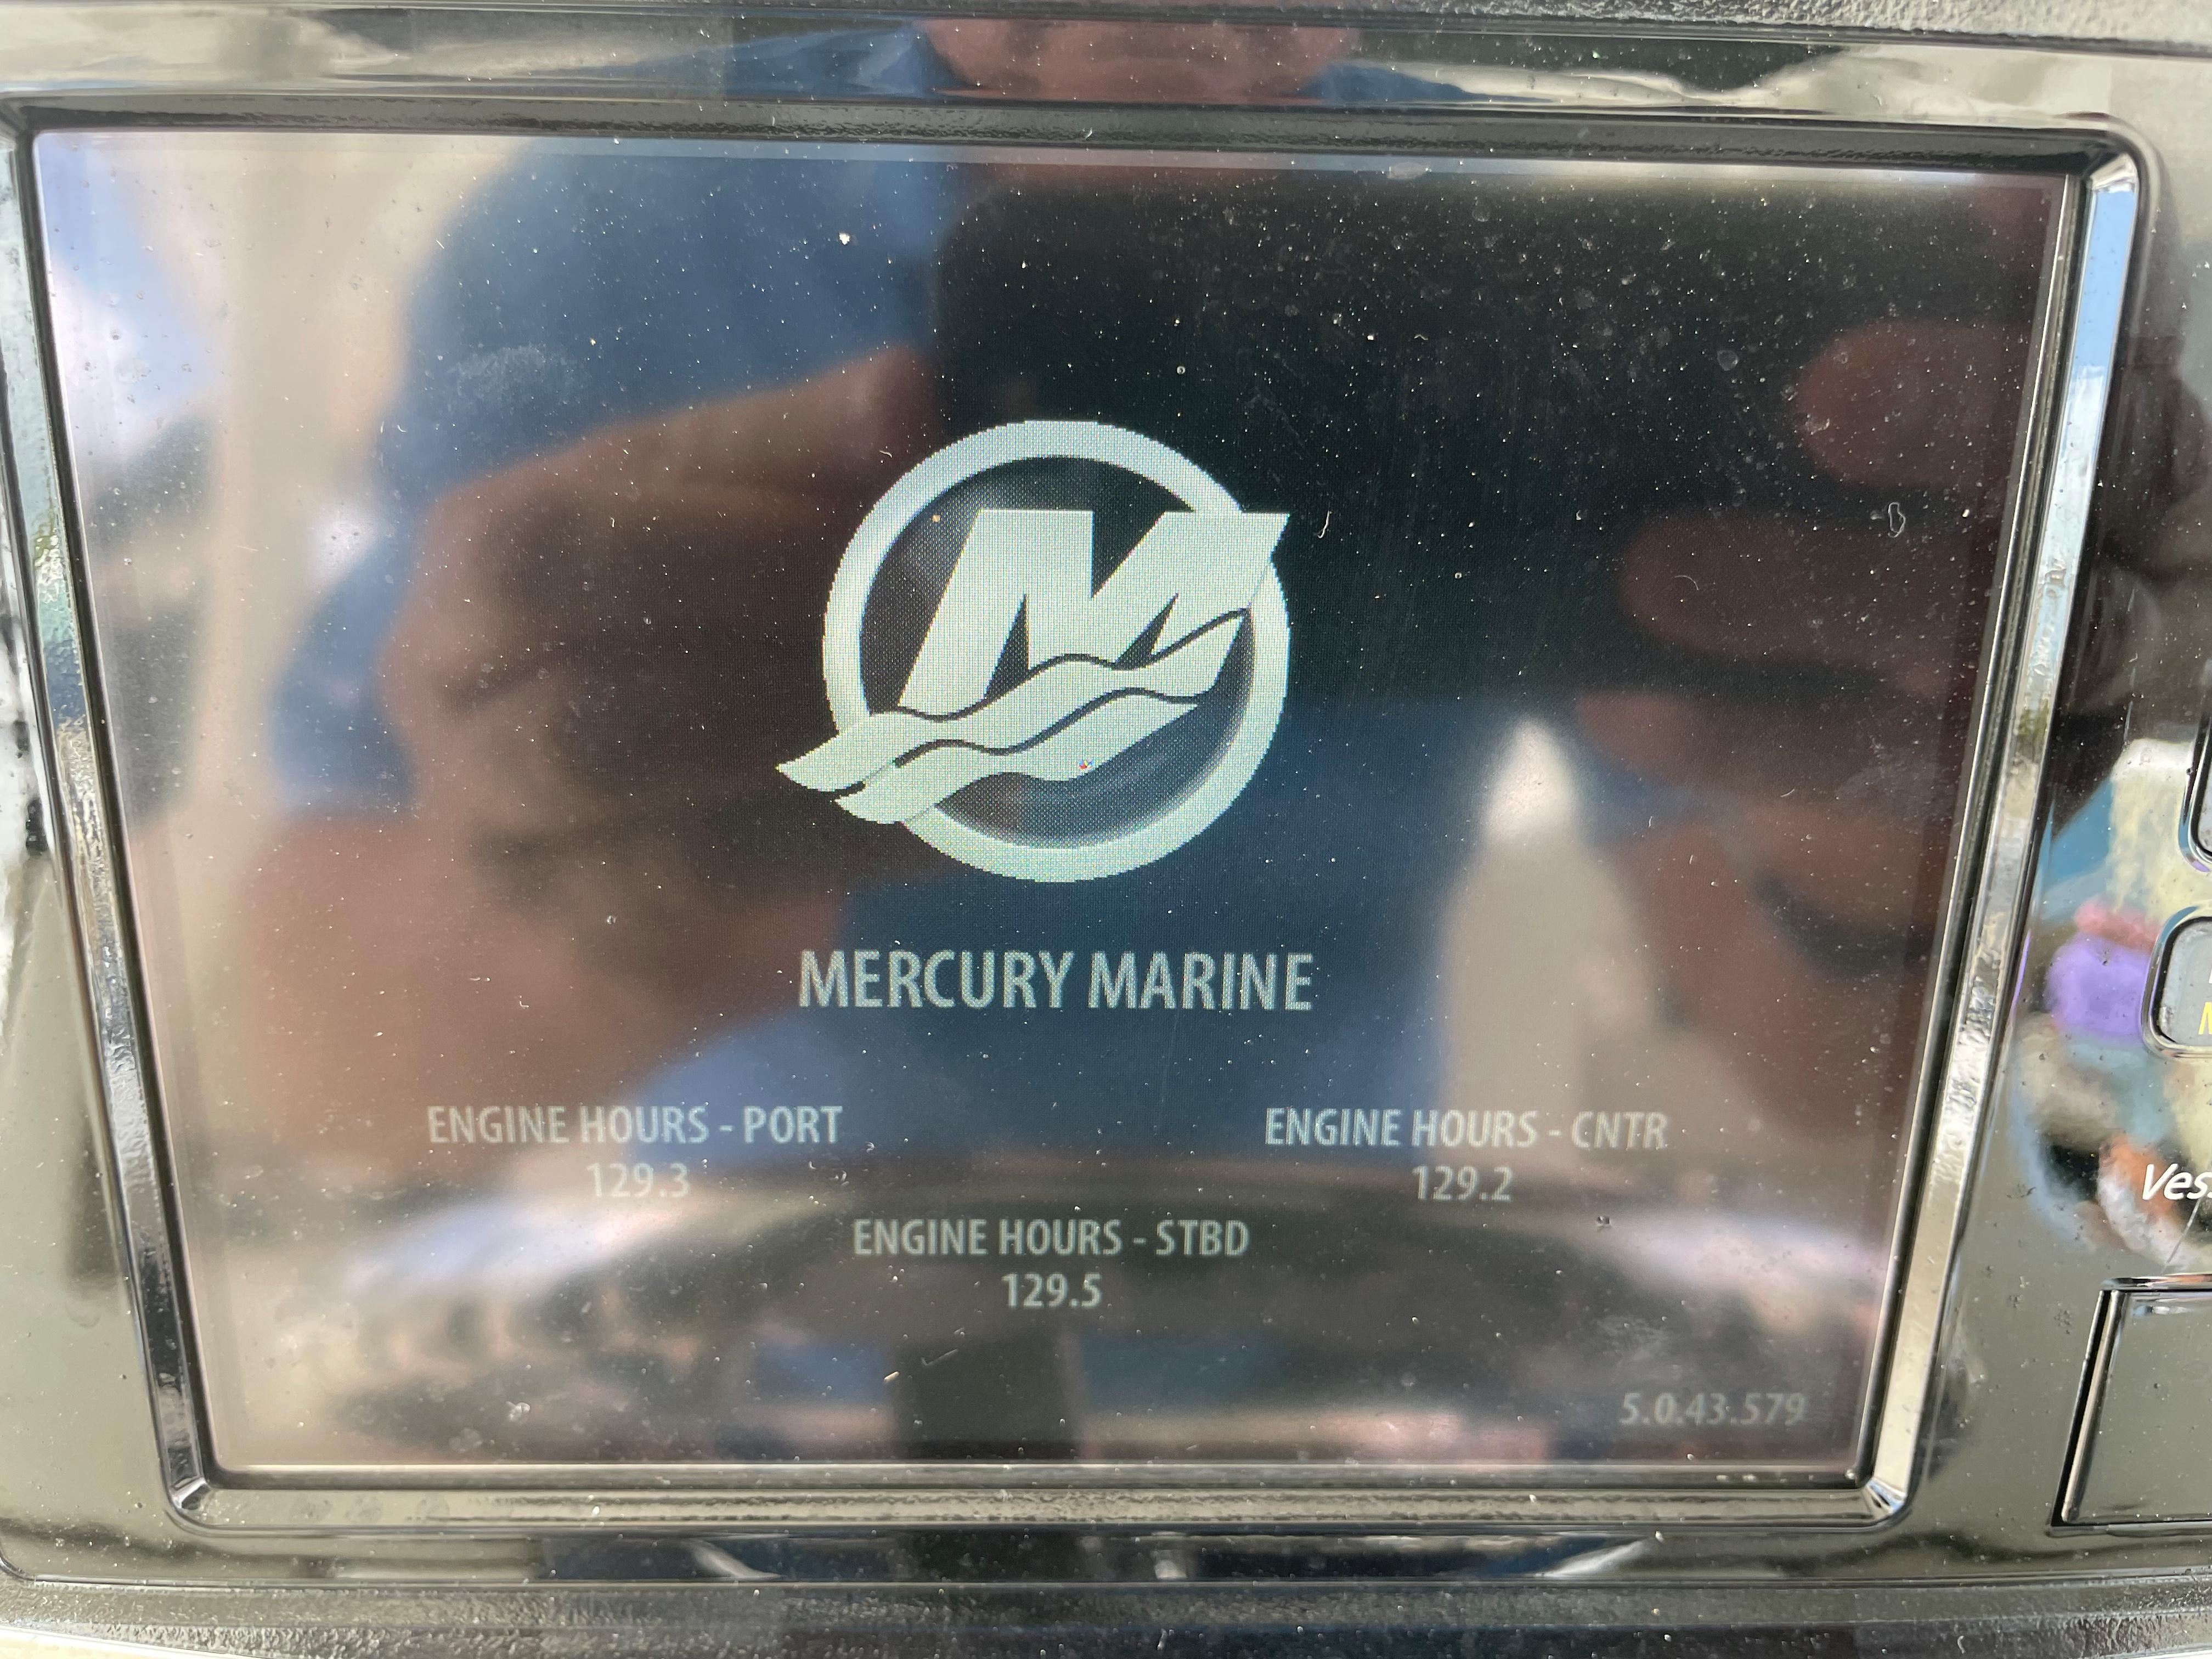 MERCURY MARINE
ENGINE HOURS - PORT
129.3
ENGINE HOURS - CNTR
129.2
ENGINE HOURS - STBD
129.5
5.0.43.579